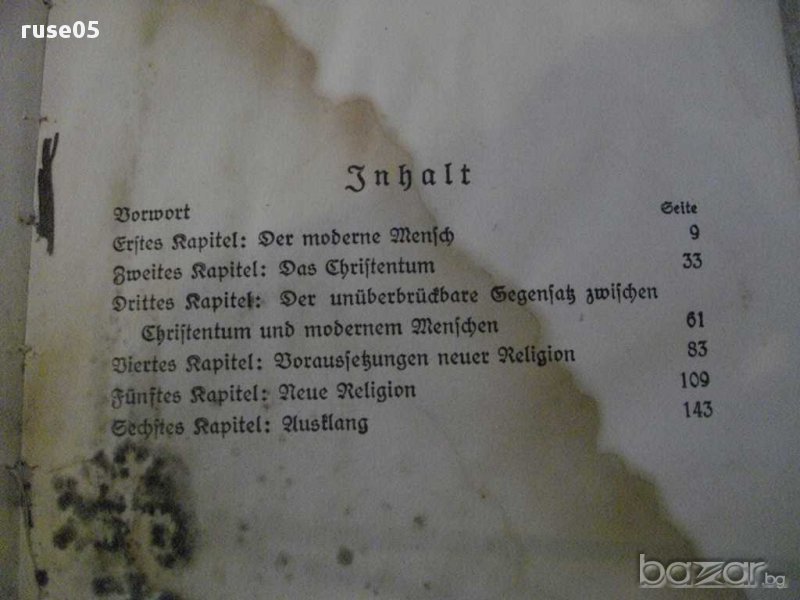 ruse05
Inhalt
Vorwort Seite
Erstes Kapitel: Der moderne Mensch 9
Zweites Kapitel: Das Christentum 33
Drittes Kapitel: Der unüberbrückbare Gegensatz zwischen
Christentum und modernem Menschen 61
Viertes Kapitel: Voraussetzungen neuer Religion 83
Fünftes Kapitel: Neue Religion 109
Sechstes Kapitel: Ausklang 143
bazar.bg